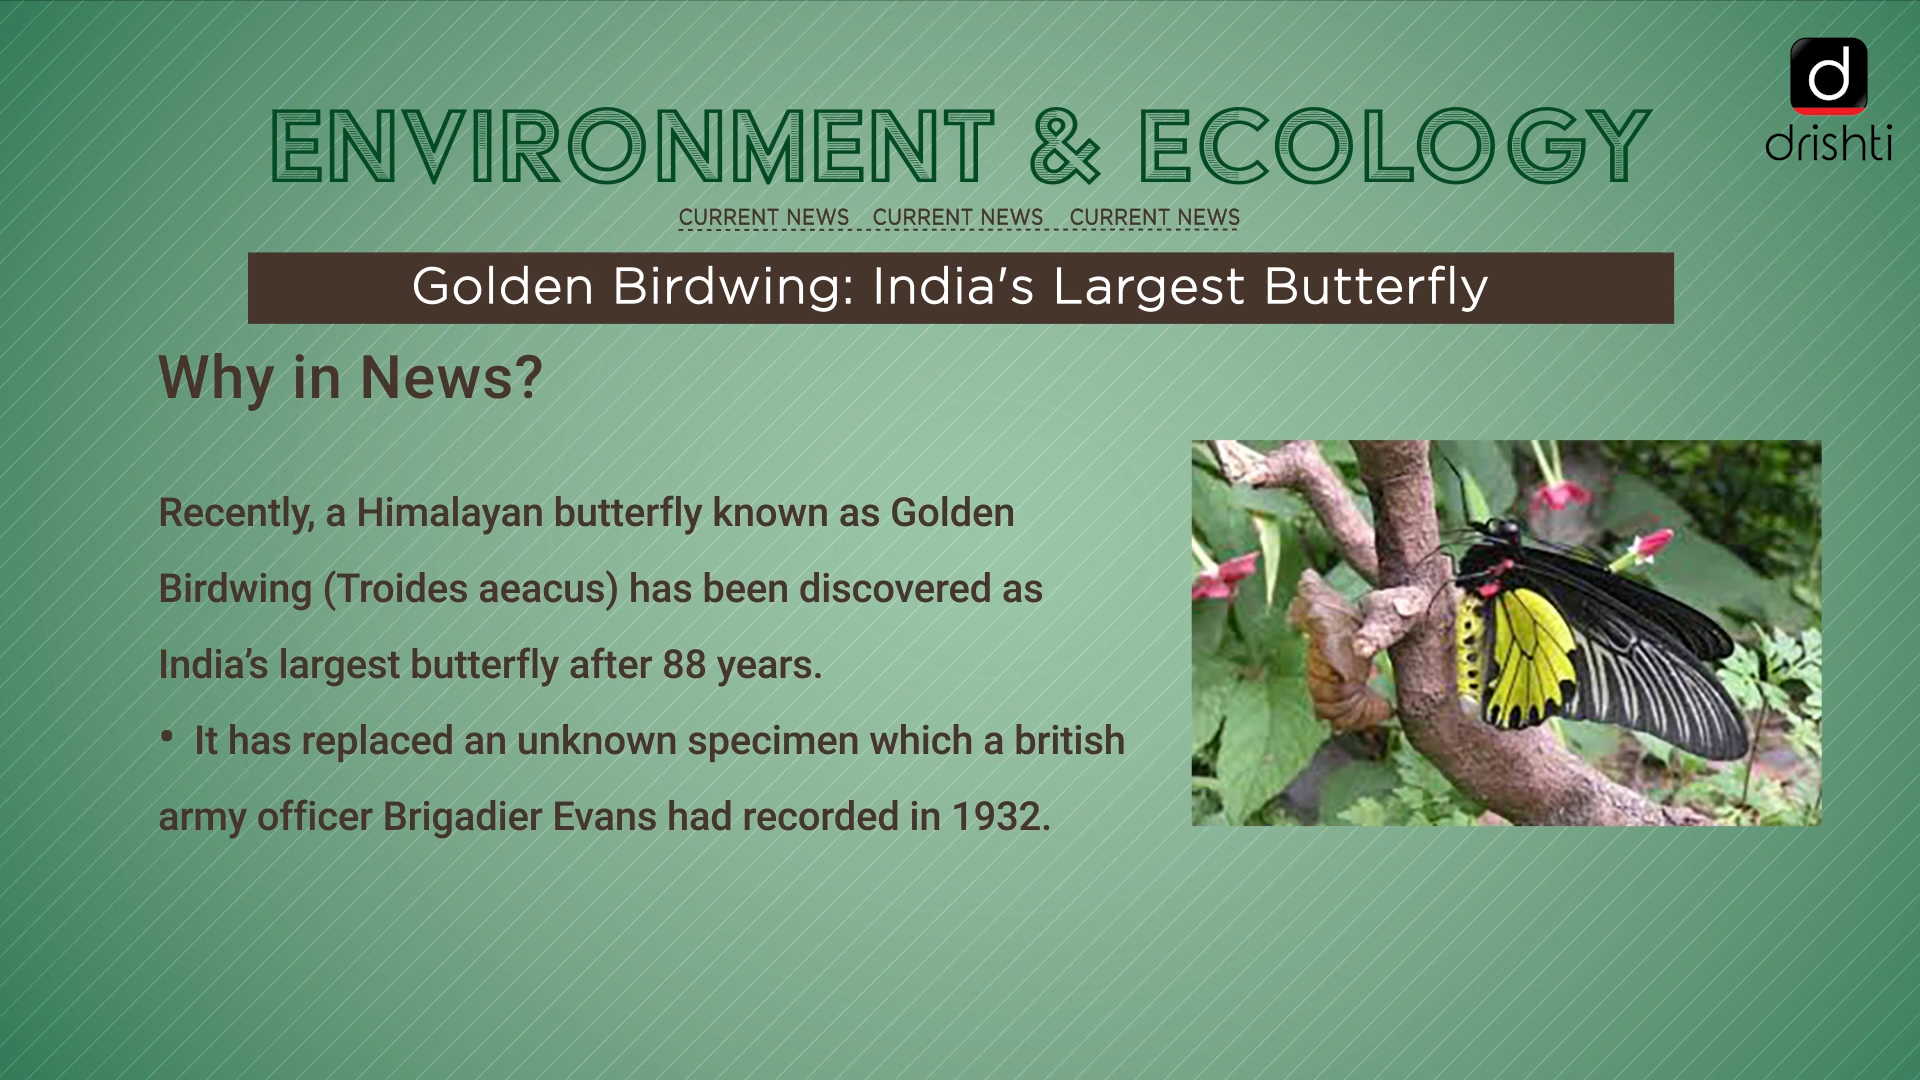 d
drishti
ENVIRONMENT & ECOLOGY
CURRENT NEWS CURRENT NEWS CURRENT NEWS
Golden Birdwing: India's Largest Butterfly
Why in News?
Recently, a Himalayan butterfly known as Golden
Birdwing (Troides aeacus) has been discovered as
India’s largest butterfly after 88 years.
• It has replaced an unknown specimen which a british
army officer Brigadier Evans had recorded in 1932.